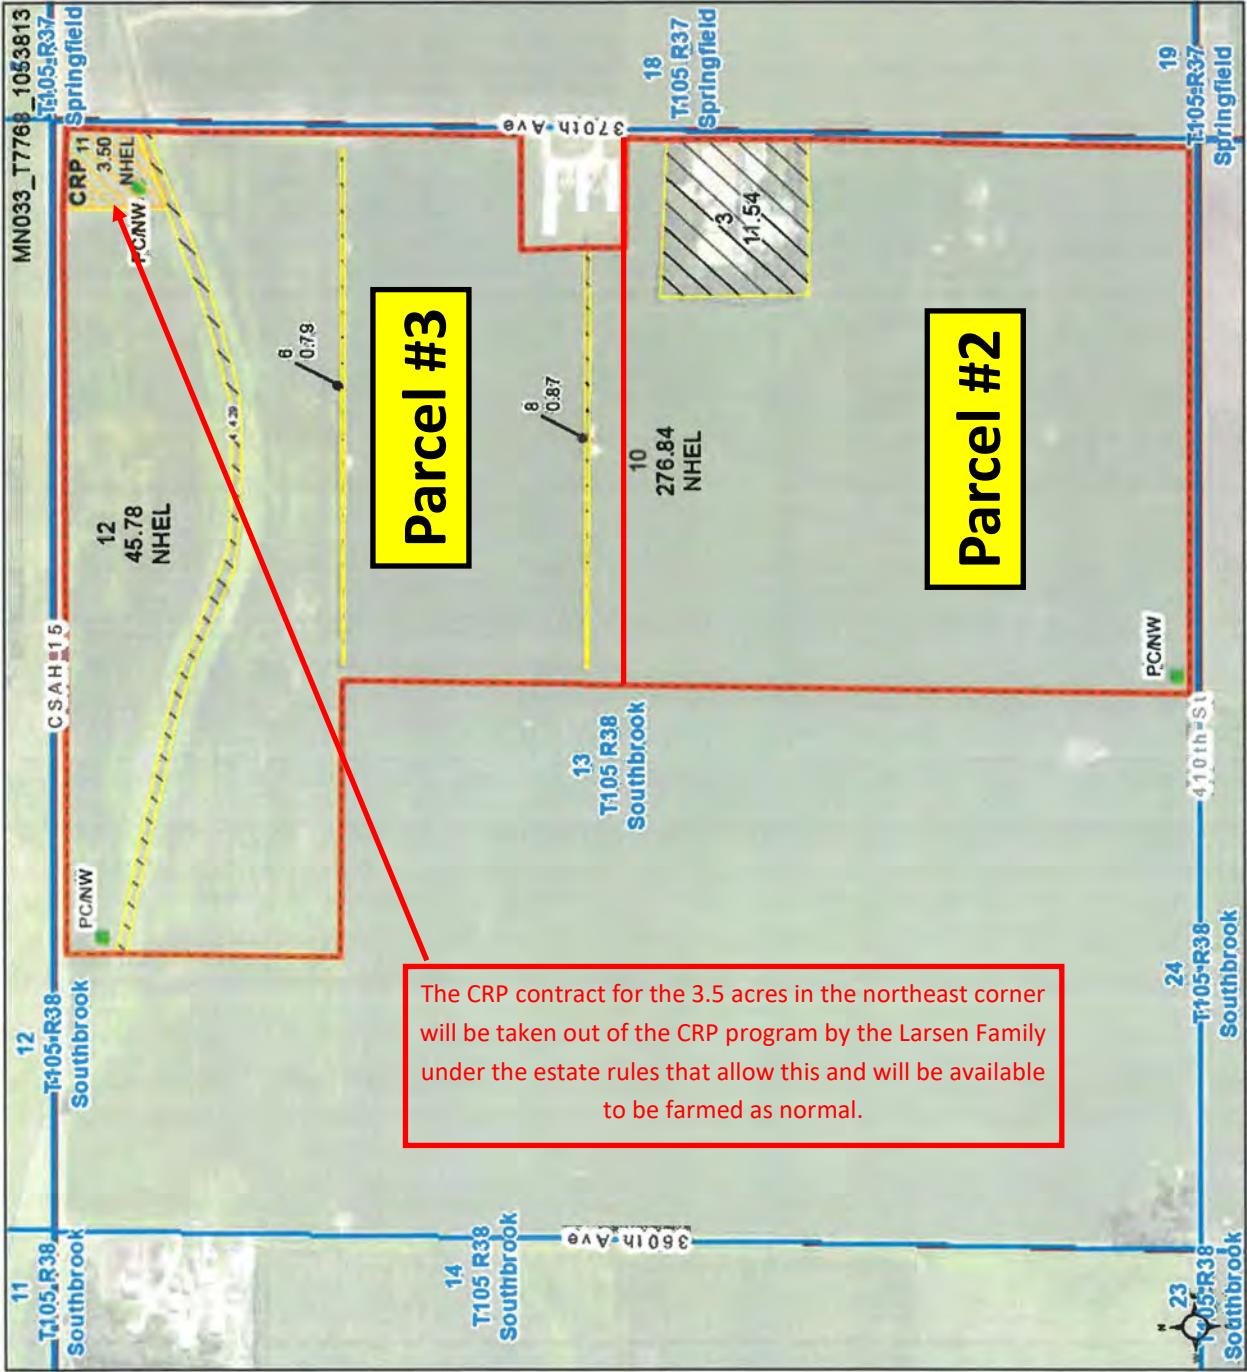 MN033_T7768_1053813
11
T105 R38
Southbrook
12
T105 R38
Southbrook
CSAH 15
T105 R37
Springfield
PC/NW
12
45.78
NHEL
CRP 11
3.50
NHEL
PC/NW
4.29
6
0.79
Parcel #3
370th Ave
8
0.87
18
T105 R37
Springfield
10
276.84
NHEL
3
11.54
14
T105 R38
Southbrook
360th Ave
13
T105 R38
Southbrook
Parcel #2
The CRP contract for the 3.5 acres in the northeast corner
will be taken out of the CRP program by the Larsen Family
under the estate rules that allow this and will be available
to be farmed as normal.
PC/NW
410th St
23
T105 R38
Southbrook
24
T105 R38
Southbrook
19
T105 R37
Springfield
N